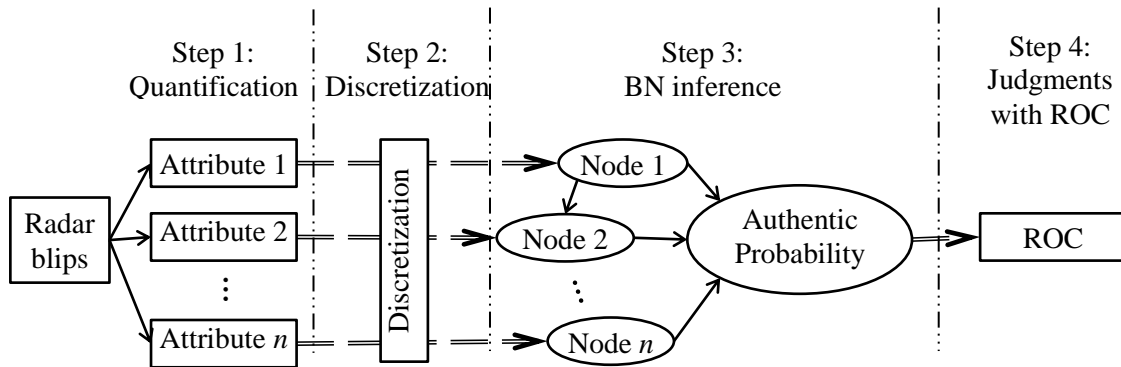 Step 1:
Quantification
Step 2:
Discretization
Step 3:
BN inference
Step 4:
Judgments
with ROC
Radar
blips
Attribute 1
Attribute 2
⋮
Attribute n
Discretization
Node 1
Node 2
⋱
Node n
Authentic
Probability
ROC